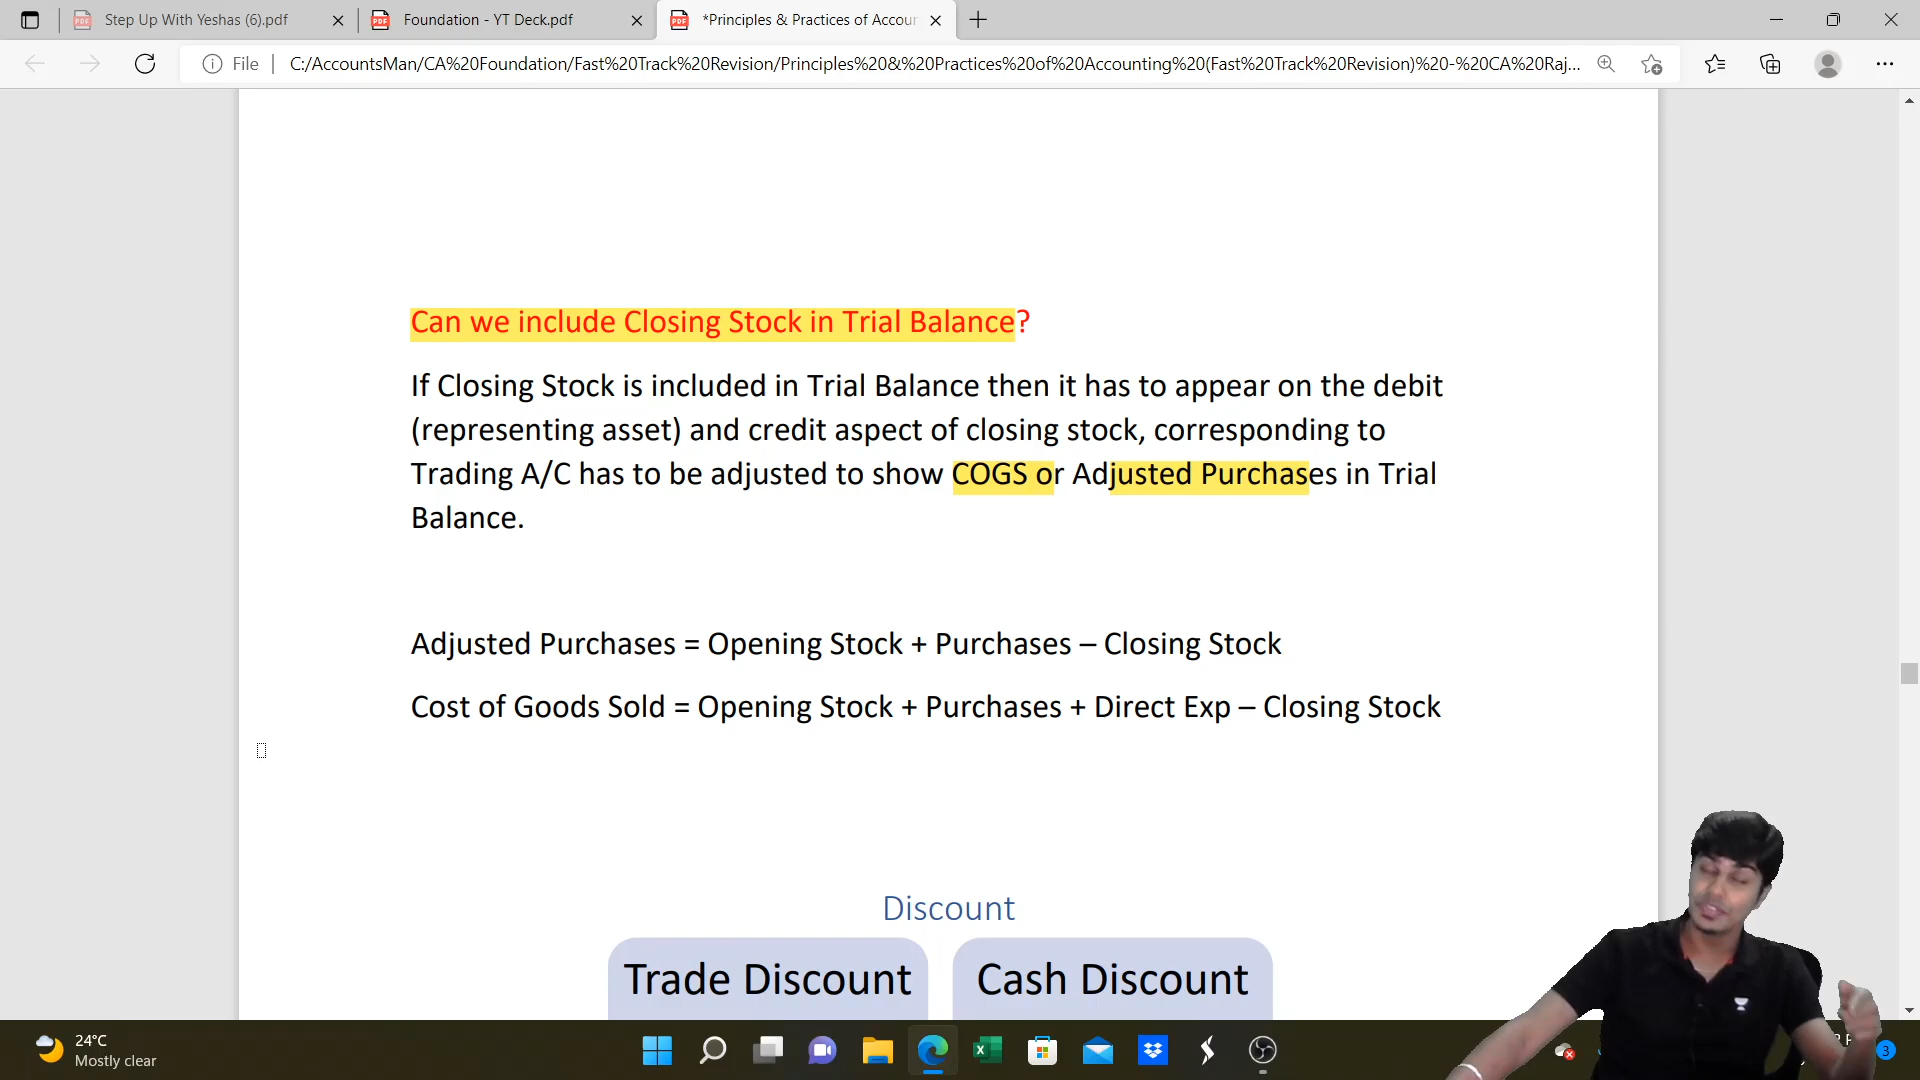 Step Up With Yeshas (6).pdf
Foundation - YT Deck.pdf
*Principles & Practices of Accour
File
C:/AccountsMan/CA%20Foundation/Fast%20Track%20Revision/Principles%20&%20Practices%20of%20Accounting%20(Fast%20Track%20Revision)%20-%20CA%20Raj...
Can we include Closing Stock in Trial Balance?
If Closing Stock is included in Trial Balance then it has to appear on the debit
(representing asset) and credit aspect of closing stock, corresponding to
Trading A/C has to be adjusted to show COGS or Adjusted Purchases in Trial
Balance.
Adjusted Purchases = Opening Stock + Purchases – Closing Stock
Cost of Goods Sold = Opening Stock + Purchases + Direct Exp – Closing Stock
Discount
Trade Discount
Cash Discount
24°C
Mostly clear
3